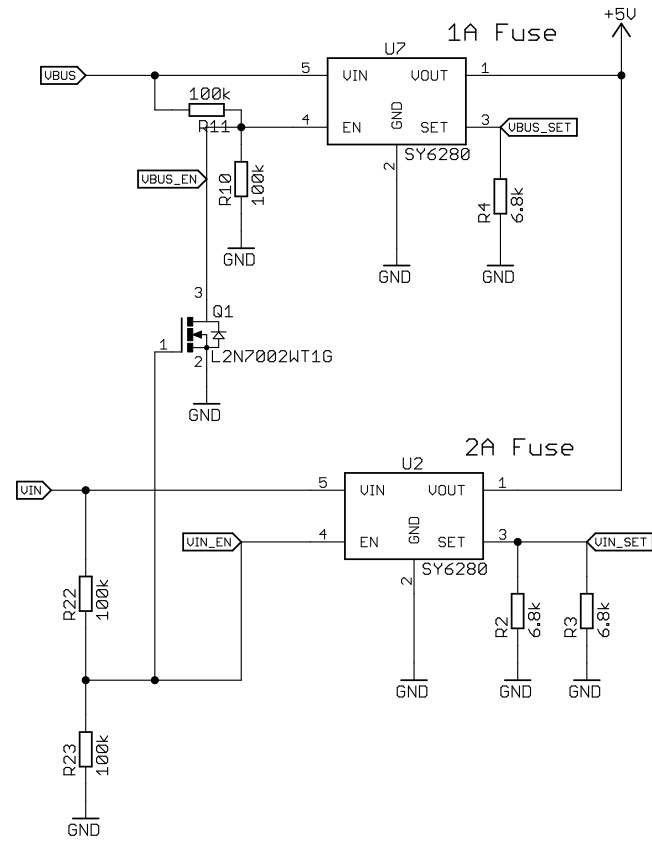 +5V
1A Fuse
U7
VBUS
5
VIN
VOUT
1
100k
R11
4
EN
GND
SET
3
VBUS_SET
SY6280
2
VBUS_EN
R10
100k
R4
6.8k
GND
GND
GND
3
Q1
1
L2N7002WT1G
2
GND
2A Fuse
U2
VIN
5
VIN
VOUT
1
VIN_EN
4
EN
GND
SET
3
VIN_SET
SY6280
2
R22
100k
R2
6.8k
R3
6.8k
GND
GND
GND
R23
100k
GND